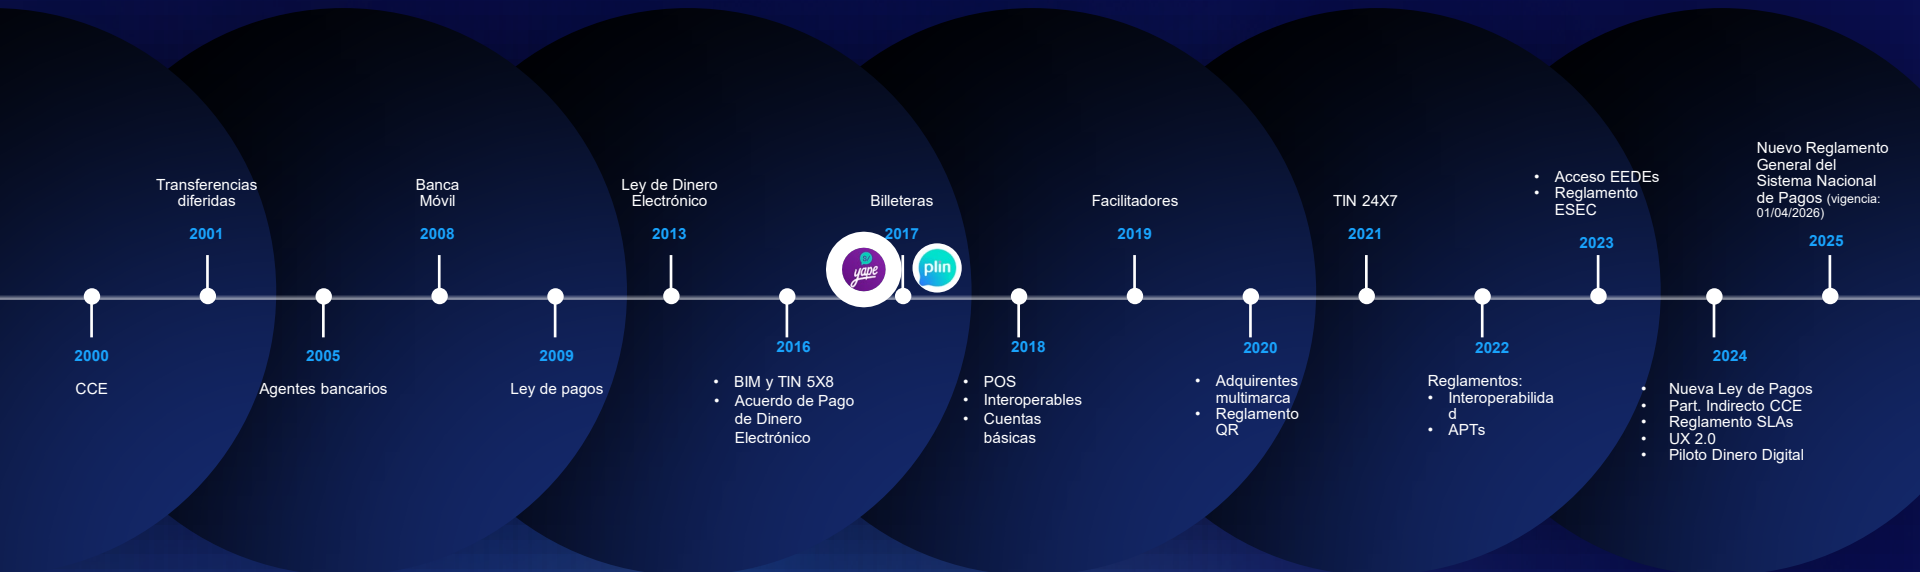 Transferencias
diferidas
2001
Banca
Móvil
2008
Ley de Dinero
Electrónico
2013
Billeteras
2017
yape
plin
Facilitadores
2019
TIN 24X7
2021
• Acceso EEDEs
• Reglamento
ESEC
2023
Nuevo Reglamento
General del
Sistema Nacional
de Pagos (vigencia:
01/04/2026)
2025
2000
CCE
2005
Agentes bancarios
2009
Ley de pagos
2016
• BIM y TIN 5X8
• Acuerdo de Pago
de Dinero
Electrónico
2018
• POS
• Interoperables
• Cuentas
básicas
2020
• Adquirentes
multimarca
• Reglamento
QR
2022
Reglamentos:
• Interoperabilida
d
• APTs
2024
• Nueva Ley de Pagos
• Part. Indirecto CCE
• Reglamento SLAs
• UX 2.0
• Piloto Dinero Digital